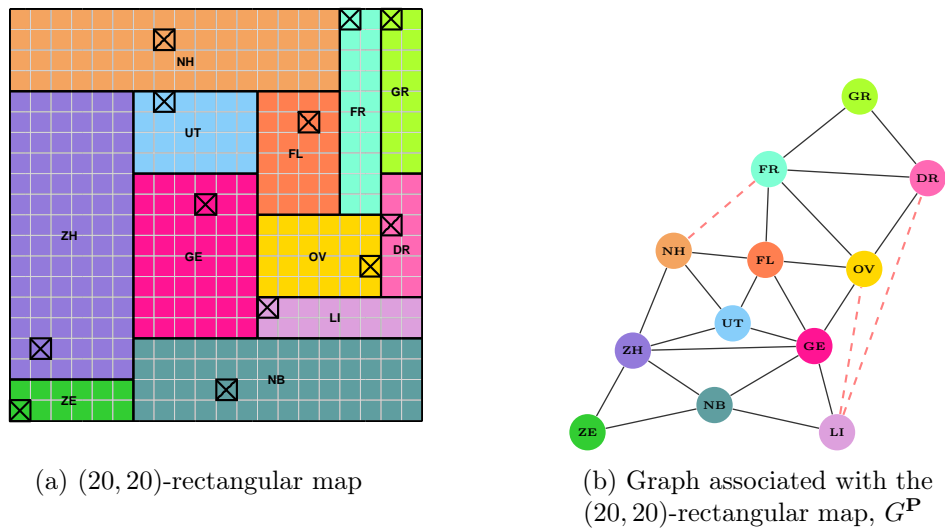 NH
FR
GR
UT
FL
ZH
GE
OV
DR
LI
NB
ZE
GR
FR
DR
NH
FL
OV
UT
ZH
GE
NB
ZE
LI
(a) (20, 20)-rectangular map
(b) Graph associated with the
(20, 20)-rectangular map, G^P